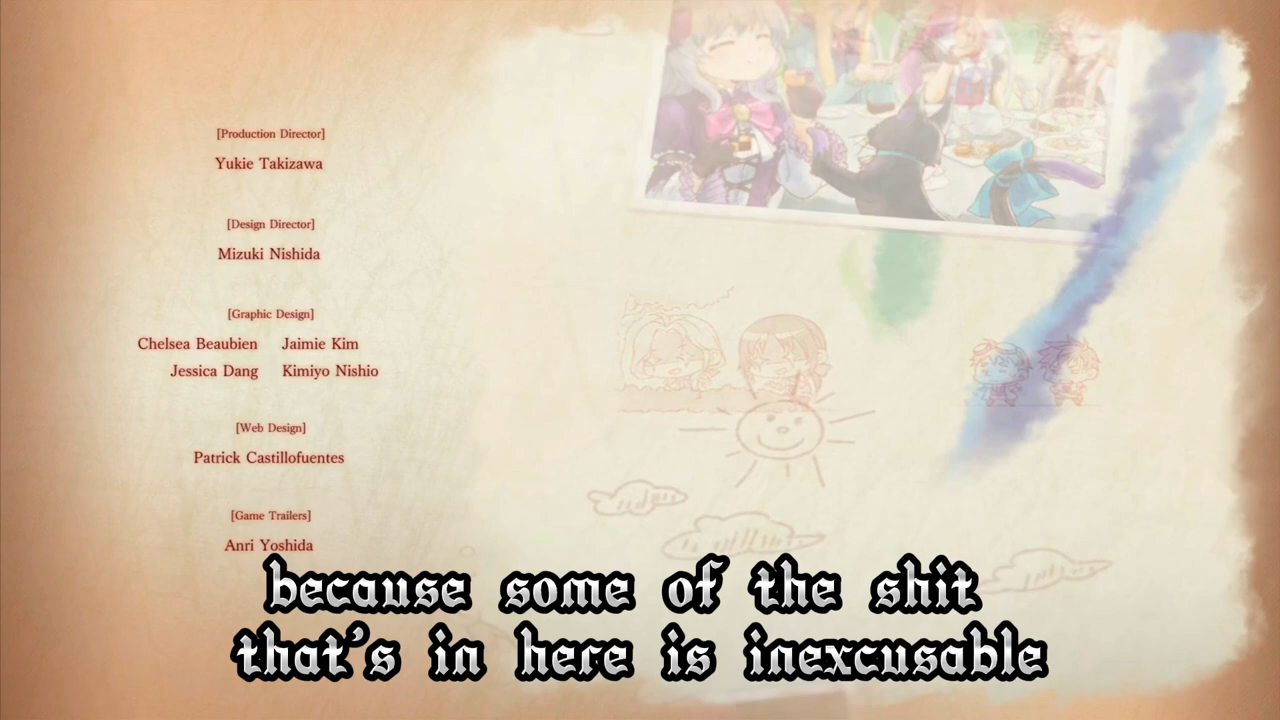 [Production Director]
Yukie Takizawa
[Design Director]
Mizuki Nishida
[Graphic Design]
Chelsea Beaubien Jaimie Kim
Jessica Dang Kimiyo Nishio
[Web Design]
Patrick Castillofuentes
[Game Trailers]
Anri Yoshida
because some of the shit
that's in here is inexcusable